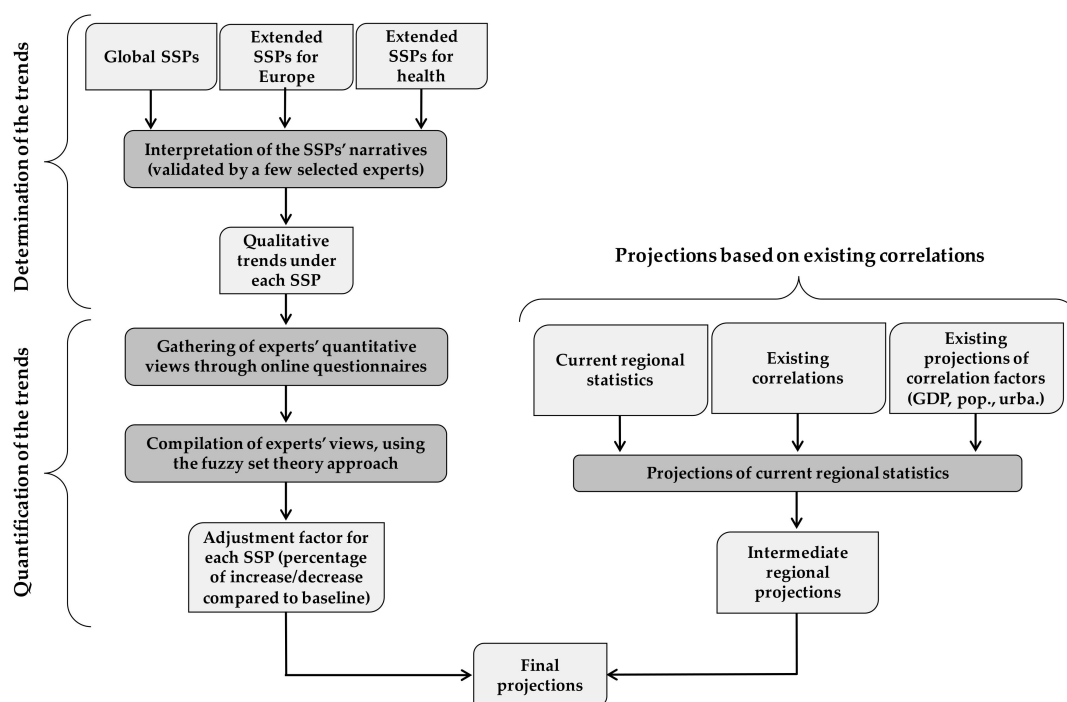 Determination of the trends
Global SSPs
Extended
SSPs for
Europe
Extended
SSPs for
health
Interpretation of the SSPs' narratives
(validated by a few selected experts)
Qualitative
trends under
each SSP
Quantification of the trends
Gathering of experts' quantitative
views through online questionnaires
Compilation of experts' views, using
the fuzzy set theory approach
Adjustment factor for
each SSP (percentage
of increase/decrease
compared to baseline)
Projections based on existing correlations
Current regional
statistics
Existing
correlations
Existing
projections of
correlation factors
(GDP, pop., urba.)
Projections of current regional statistics
Intermediate
regional
projections
Final
projections